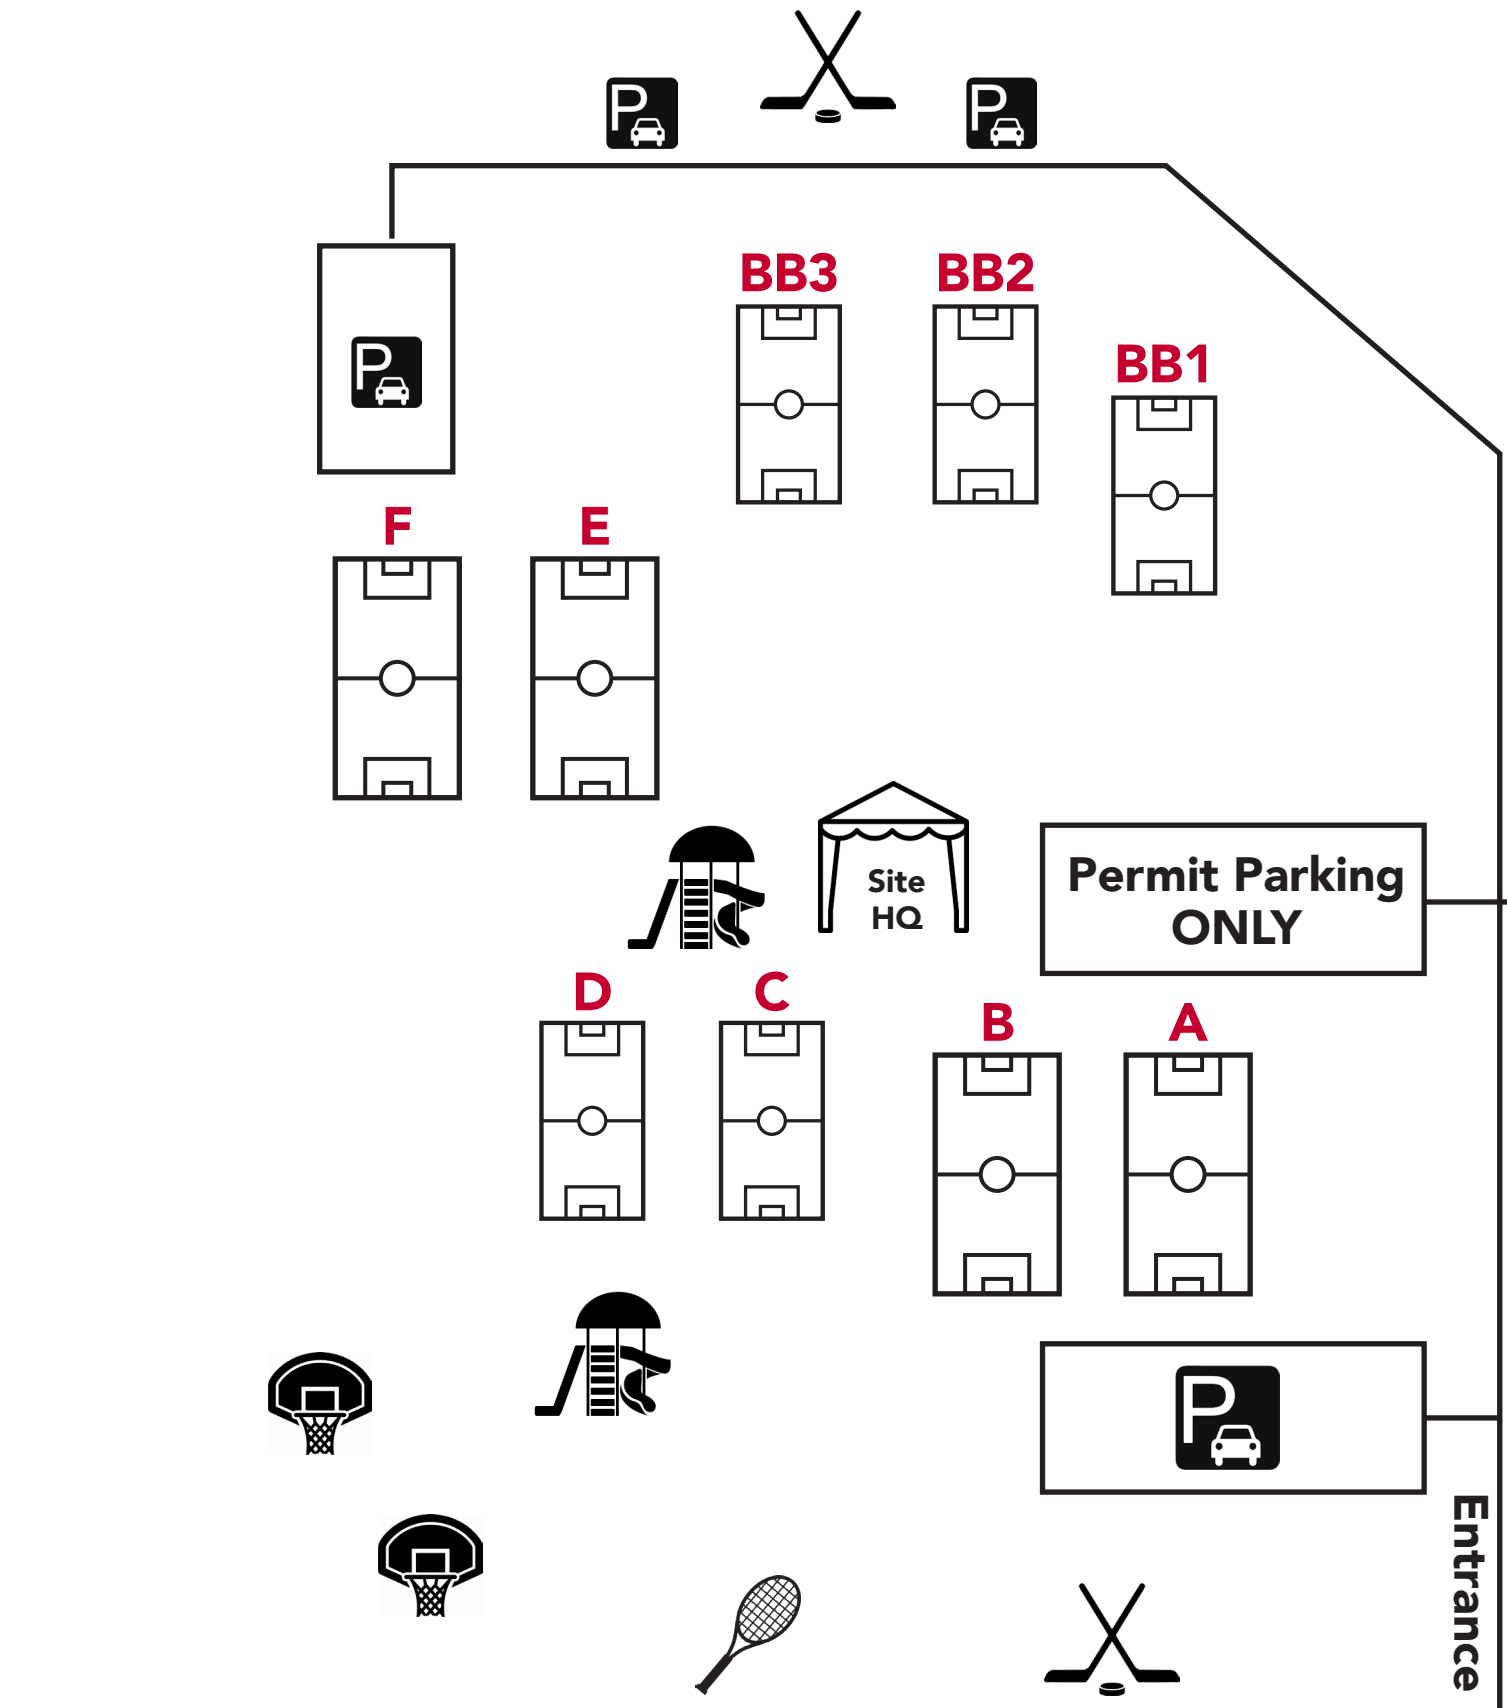 P
P
BB3
BB2
BB1
P
F
E
Site
HQ
Permit Parking
ONLY
D
C
B
A
P
Entrance